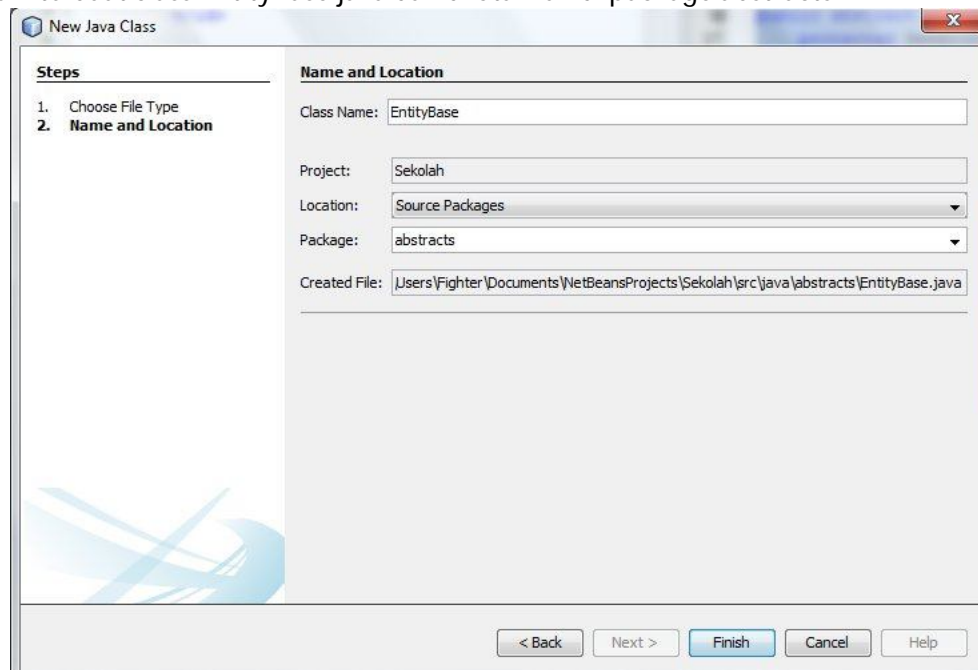 New Java Class
Steps
1. Choose File Type
2. Name and Location
Name and Location
Class Name: EntityBase
Project: Sekolah
Location: Source Packages
Package: abstracts
Created File: \Users\Fighter\Documents\NetBeansProjects\Sekolah\src\java\abstracts\EntityBase.java
< Back Next > Finish Cancel Help